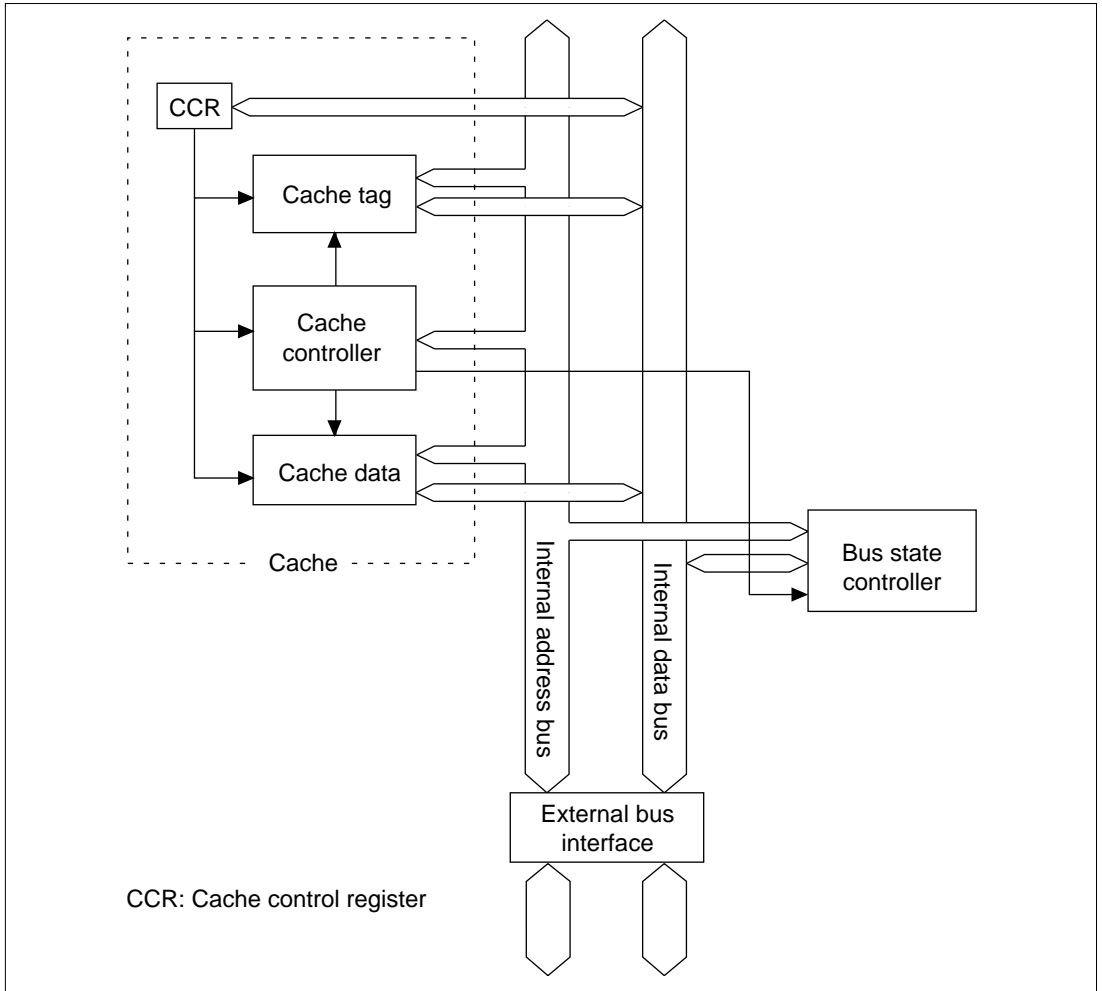 CCR
Cache tag
Cache
controller
Cache data
Cache
Internal address bus
Internal data bus
Bus state
controller
External bus
interface
CCR: Cache control register